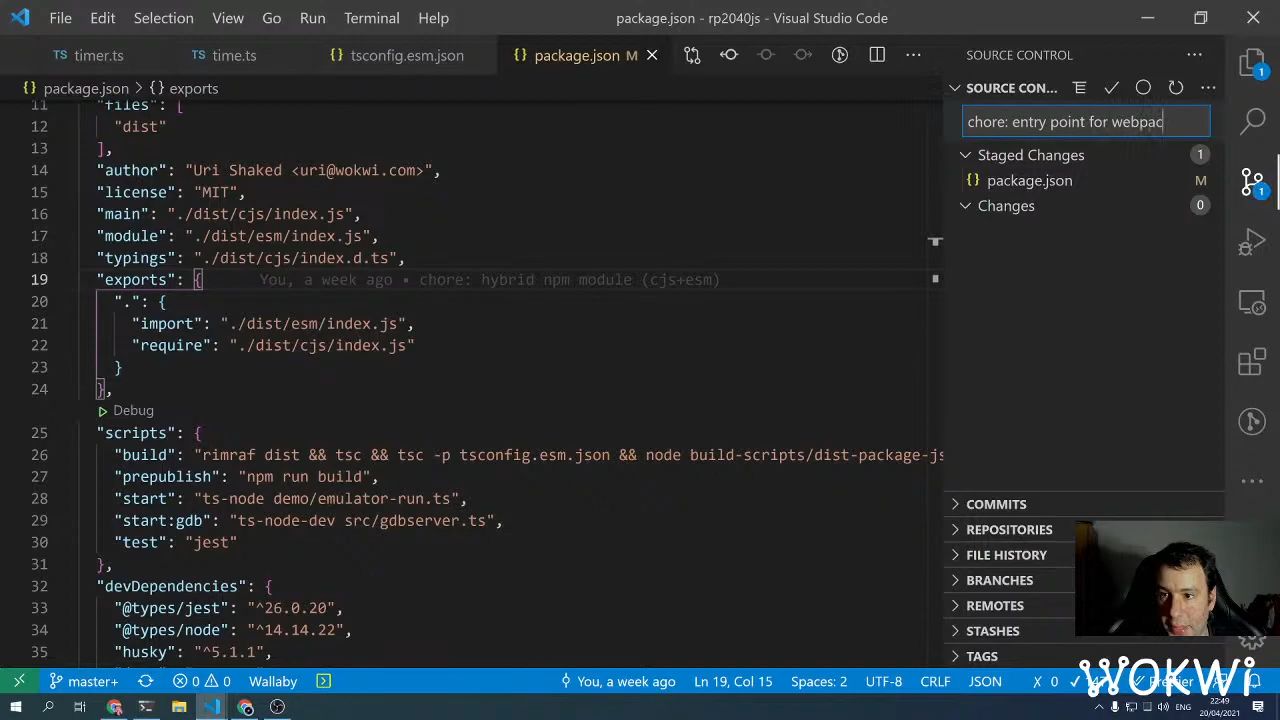 File Edit Selection View Go Run Terminal Help package.json - rp2040js - Visual Studio Code
TS timer.ts TS time.ts {} tsconfig.esm.json {} package.json M
{} package.json > {} exports
11 "files": [
12 "dist"
13 ],
14 "author": "Uri Shaked <uri@wokwi.com>",
15 "license": "MIT",
16 "main": "./dist/cjs/index.js",
17 "module": "./dist/esm/index.js",
18 "typings": "./dist/cjs/index.d.ts",
19 "exports": { You, a week ago • chore: hybrid npm module (cjs+esm)
20 ".": {
21 "import": "./dist/esm/index.js",
22 "require": "./dist/cjs/index.js"
23 }
24 },
Debug
25 "scripts": {
26 "build": "rimraf dist && tsc && tsc -p tsconfig.esm.json && node build-scripts/dist-package-js
27 "prepublish": "npm run build",
28 "start": "ts-node demo/emulator-run.ts",
29 "start:gdb": "ts-node-dev src/gdbserver.ts",
30 "test": "jest"
31 },
32 "devDependencies": {
33 "@types/jest": "^26.0.20",
34 "@types/node": "^14.14.22",
35 "husky": "^5.1.1",
SOURCE CONTROL
SOURCE CON...
chore: entry point for webpac
Staged Changes 1
{} package.json M
Changes 0
COMMITS
REPOSITORIES
FILE HISTORY
BRANCHES
REMOTES
STASHES
TAGS
1
1
WOKWi
master+ 0 0 Wallaby You, a week ago Ln 19, Col 15 Spaces: 2 UTF-8 CRLF JSON X 0
ENG 22:49
20/04/2021